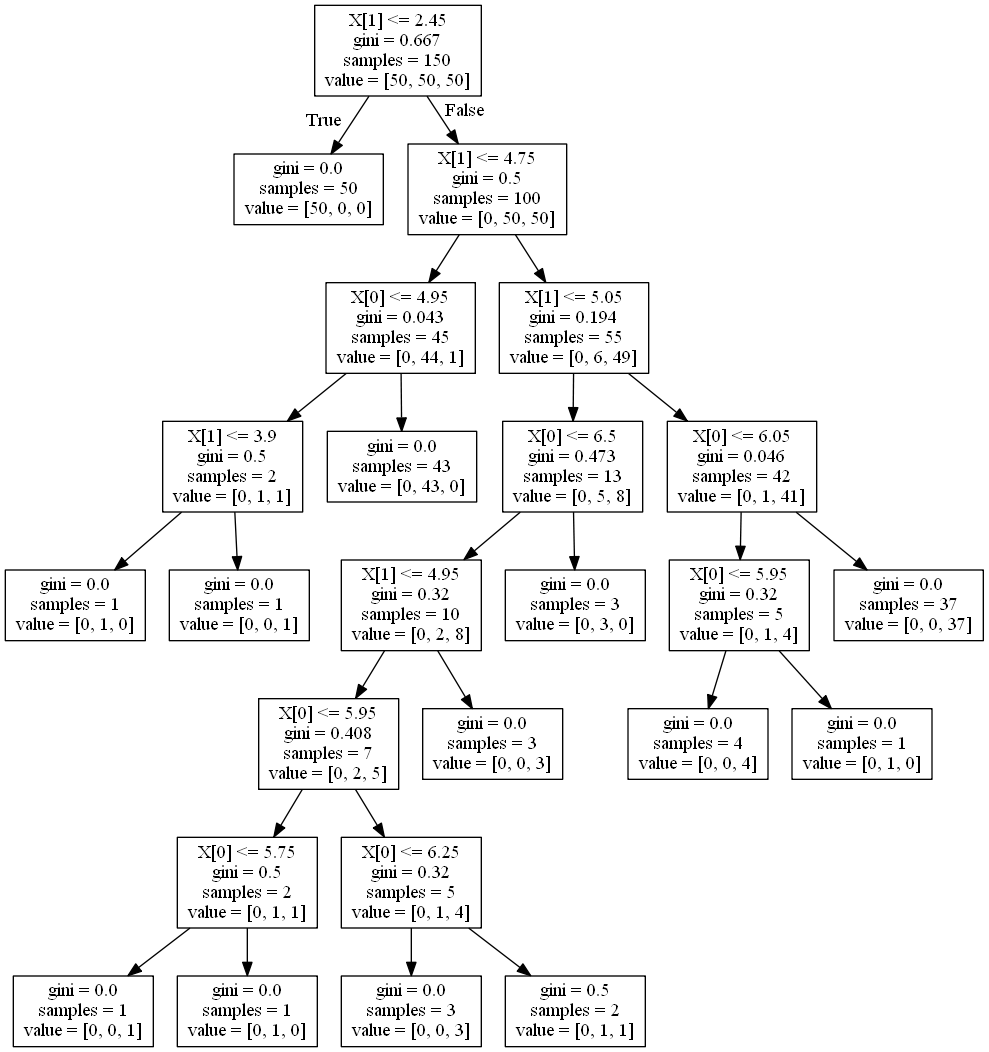 X[1] <= 2.45
gini = 0.667
samples = 150
value = [50, 50, 50]
True
False
gini = 0.0
samples = 50
value = [50, 0, 0]
X[1] <= 4.75
gini = 0.5
samples = 100
value = [0, 50, 50]
X[0] <= 4.95
gini = 0.043
samples = 45
value = [0, 44, 1]
X[1] <= 5.05
gini = 0.194
samples = 55
value = [0, 6, 49]
X[1] <= 3.9
gini = 0.5
samples = 2
value = [0, 1, 1]
gini = 0.0
samples = 43
value = [0, 43, 0]
X[0] <= 6.5
gini = 0.473
samples = 13
value = [0, 5, 8]
X[0] <= 6.05
gini = 0.046
samples = 42
value = [0, 1, 41]
gini = 0.0
samples = 1
value = [0, 1, 0]
gini = 0.0
samples = 1
value = [0, 0, 1]
X[1] <= 4.95
gini = 0.32
samples = 10
value = [0, 2, 8]
gini = 0.0
samples = 3
value = [0, 3, 0]
X[0] <= 5.95
gini = 0.32
samples = 5
value = [0, 1, 4]
gini = 0.0
samples = 37
value = [0, 0, 37]
X[0] <= 5.95
gini = 0.408
samples = 7
value = [0, 2, 5]
gini = 0.0
samples = 3
value = [0, 0, 3]
gini = 0.0
samples = 4
value = [0, 0, 4]
gini = 0.0
samples = 1
value = [0, 1, 0]
X[0] <= 5.75
gini = 0.5
samples = 2
value = [0, 1, 1]
X[0] <= 6.25
gini = 0.32
samples = 5
value = [0, 1, 4]
gini = 0.0
samples = 1
value = [0, 0, 1]
gini = 0.0
samples = 1
value = [0, 1, 0]
gini = 0.0
samples = 3
value = [0, 0, 3]
gini = 0.5
samples = 2
value = [0, 1, 1]